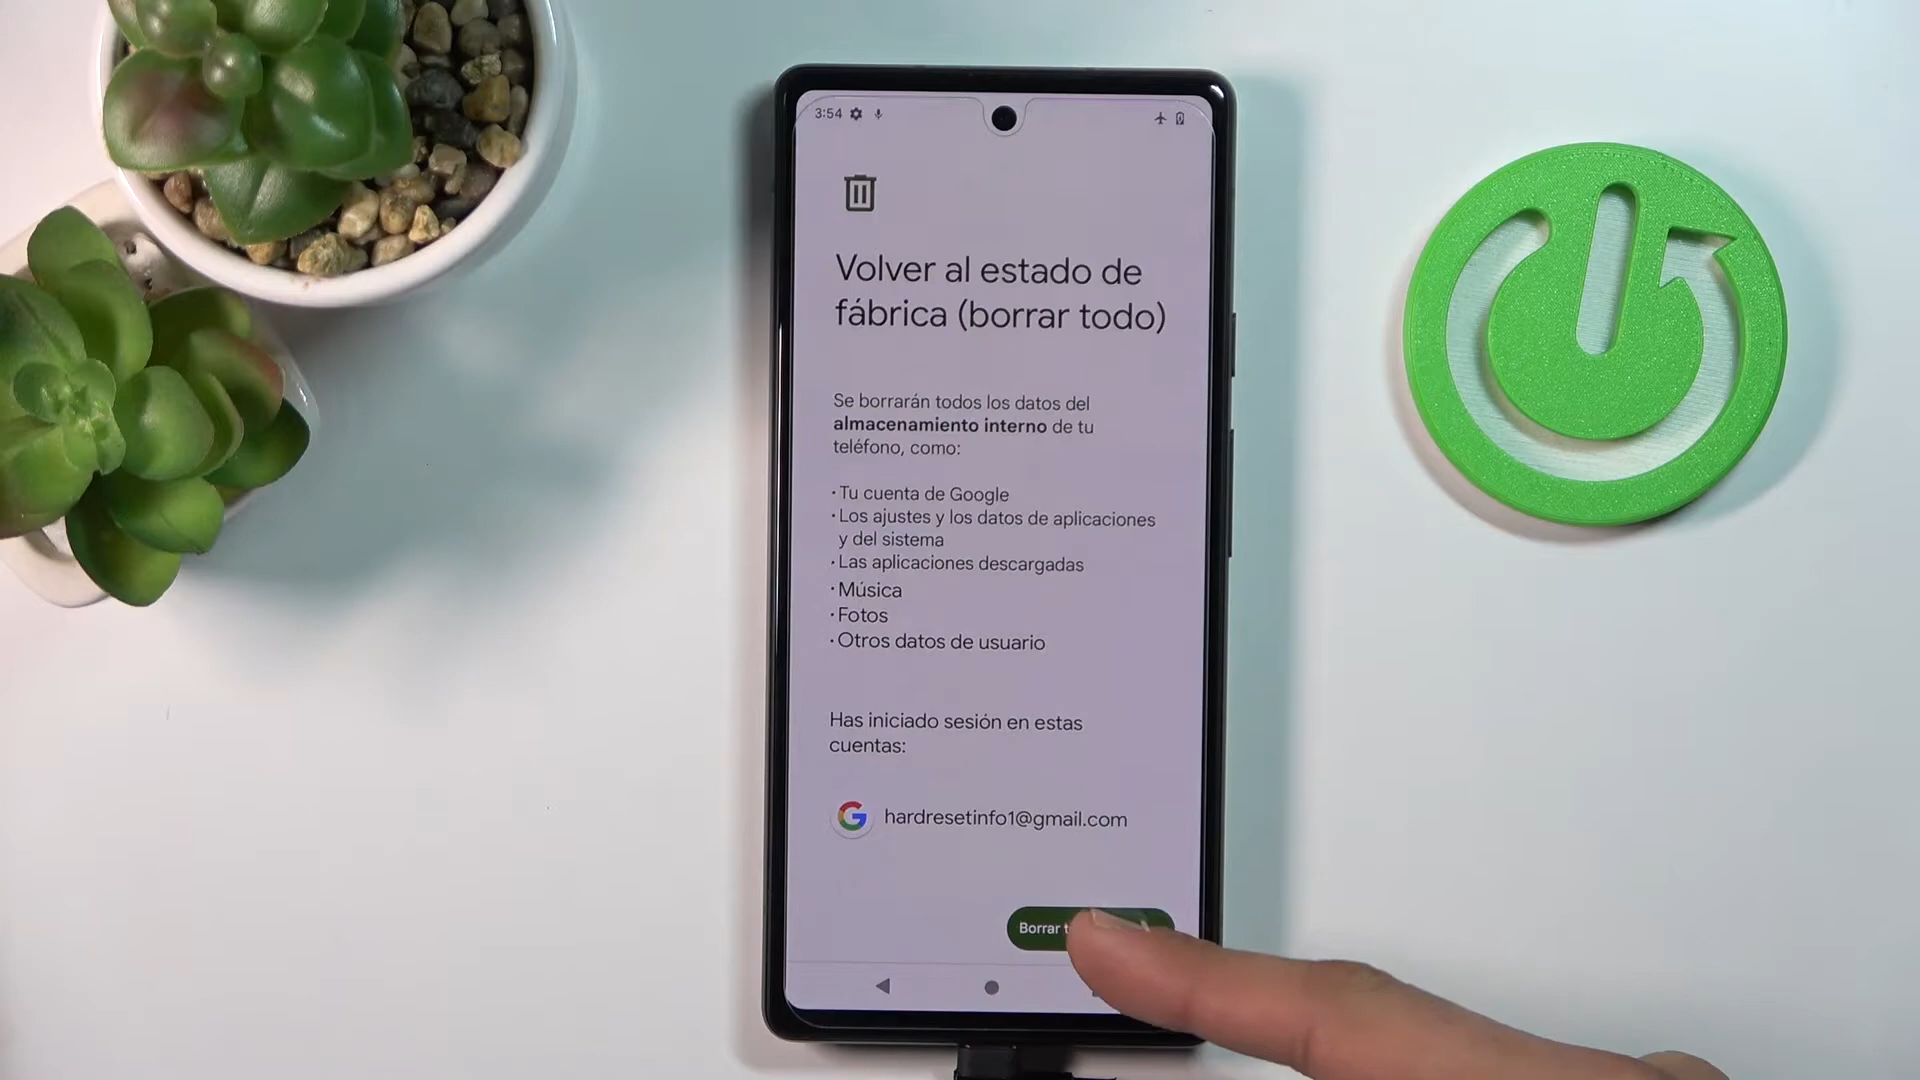 3:54
Volver al estado de
fábrica (borrar todo)
Se borrarán todos los datos del
almacenamiento interno de tu
teléfono, como:
· Tu cuenta de Google
· Los ajustes y los datos de aplicaciones
y del sistema
· Las aplicaciones descargadas
· Música
· Fotos
· Otros datos de usuario
Has iniciado sesión en estas
cuentas:
hardresetinfo1@gmail.com
Borrar